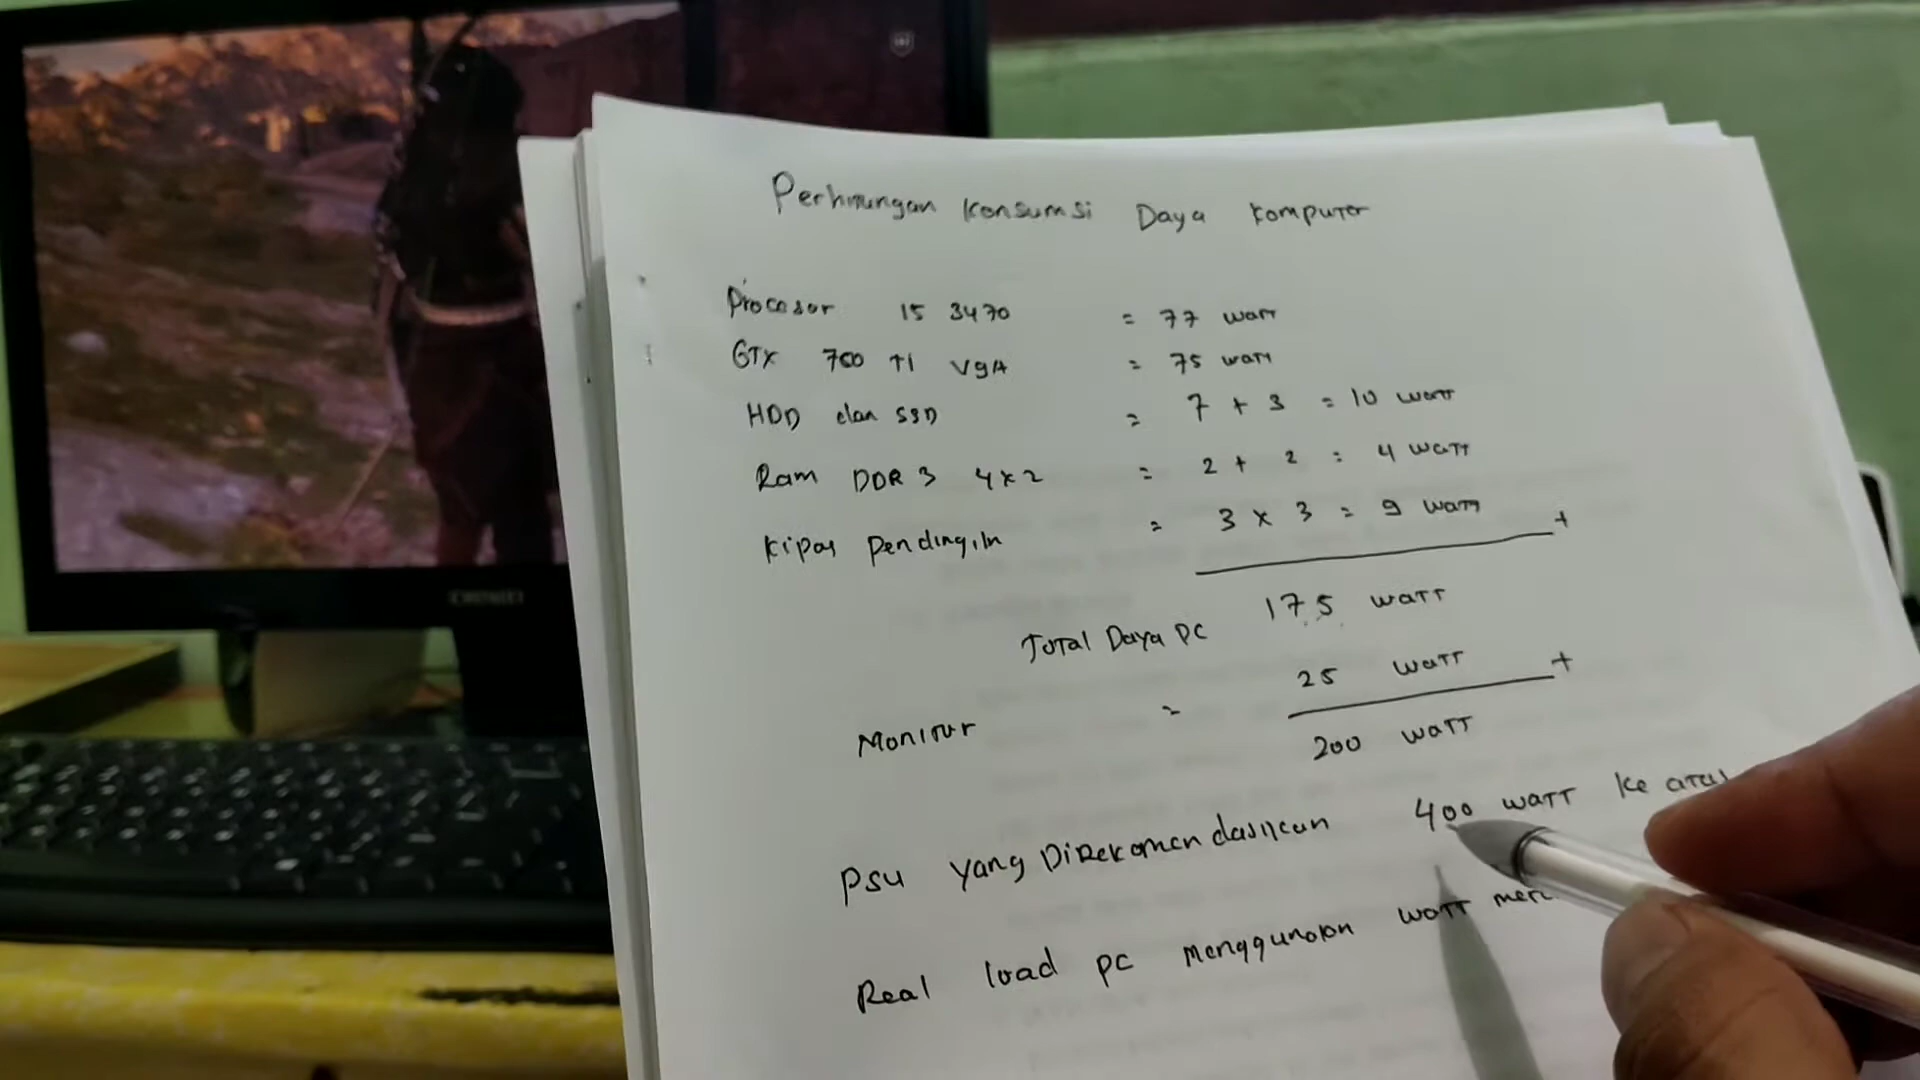 Perhitungan Konsumsi Daya Komputer
Procesor i5 3470 = 77 watt
GTX 750 TI VGA = 75 watt
HDD dan SSD = 7 + 3 = 10 watt
Ram DDR 3 4x2 = 2 + 2 = 4 watt
Kipas Pendingin = 3 x 3 = 9 watt +
Total Daya PC 175 watt
Monitor = 25 watt +
200 watt
PSU yang Direkomendasikan 400 watt ke atas
Real load pc menggunakan watt